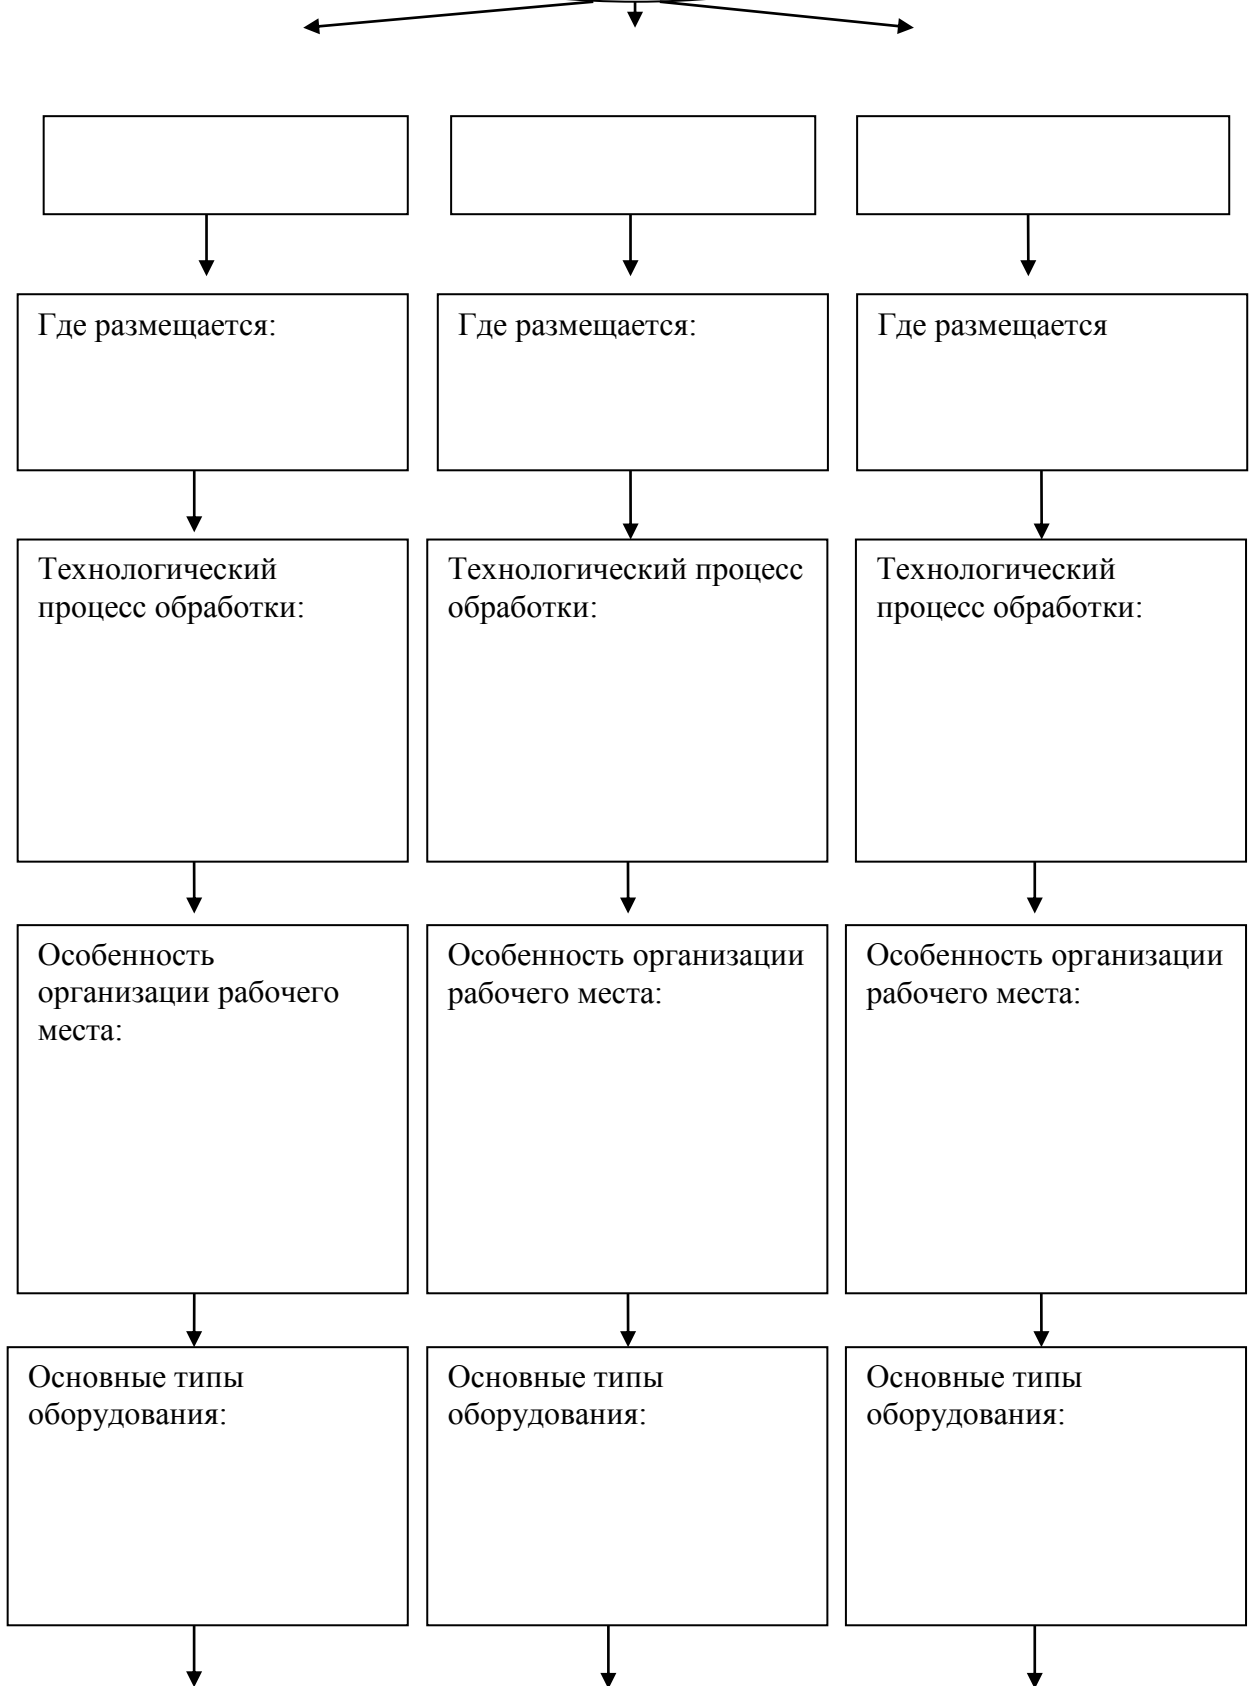 Где размещается:
Где размещается:
Где размещается
Технологический
процесс обработки:
Технологический процесс
обработки:
Технологический
процесс обработки:
Особенность
организации рабочего
места:
Особенность организации
рабочего места:
Особенность организации
рабочего места:
Основные типы
оборудования:
Основные типы
оборудования:
Основные типы
оборудования: